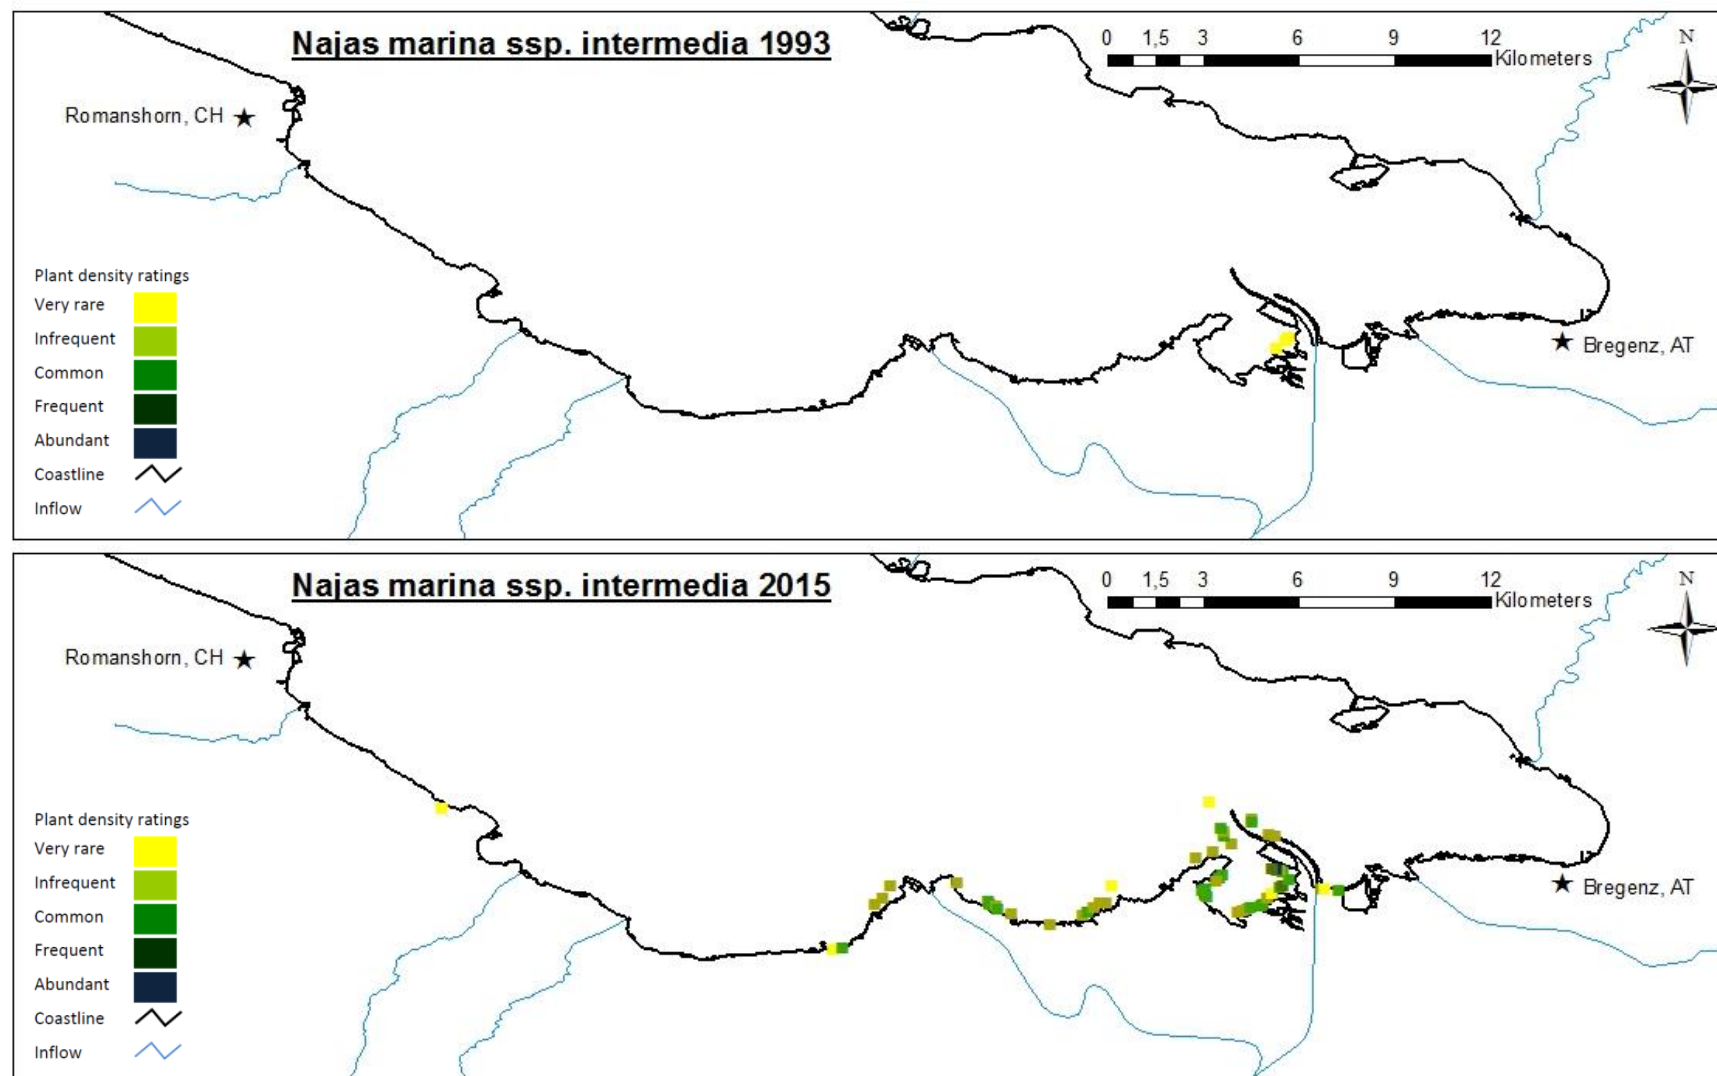 Najas marina ssp. intermedia 1993
0 1,5 3 6 9 12
Kilometers
N
Romanshorn, CH
Bregenz, AT
Plant density ratings
Very rare
Infrequent
Common
Frequent
Abundant
Coastline
Inflow
Najas marina ssp. intermedia 2015
0 1,5 3 6 9 12
Kilometers
N
Romanshorn, CH
Bregenz, AT
Plant density ratings
Very rare
Infrequent
Common
Frequent
Abundant
Coastline
Inflow